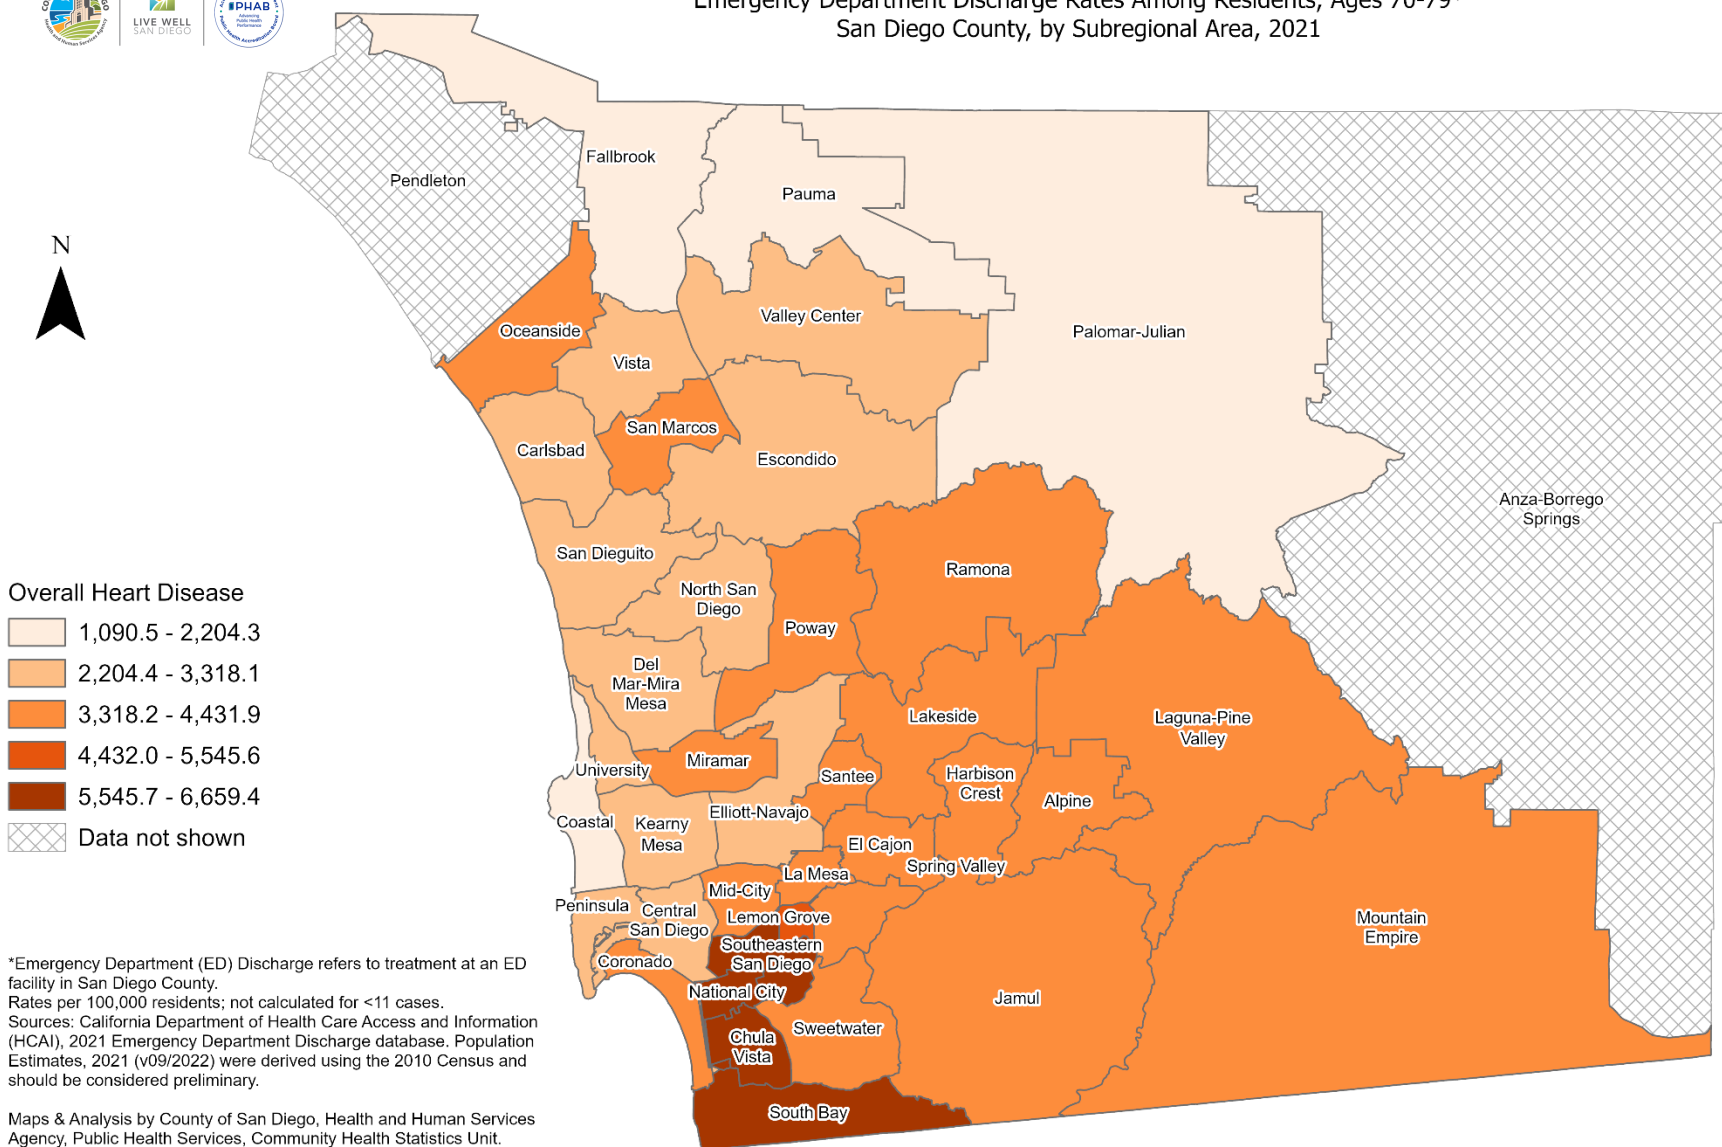 LIVE WELL
SAN DIEGO
PHAB
Advancing
Public Health
Performance
Emergency Department Discharge Rates Among Residents, Ages 70-79*
San Diego County, by Subregional Area, 2021
Fallbrook
Pendleton
Pauma
N
Oceanside
Valley Center
Palomar-Julian
Vista
San Marcos
Carlsbad
Escondido
Anza-Borrego
Springs
San Dieguito
Ramona
North San
Diego
Poway
Del
Mar-Mira
Mesa
Lakeside
Laguna-Pine
Valley
Miramar
University
Santee
Harbison
Crest
Alpine
Coastal
Kearny
Mesa
Elliott-Navajo
El Cajon
Spring Valley
La Mesa
Mid-City
Peninsula
Central
San Diego
Lemon Grove
Mountain
Empire
Southeastern
San Diego
Coronado
National City
Jamul
Sweetwater
Chula
Vista
South Bay
Overall Heart Disease
1,090.5 - 2,204.3
2,204.4 - 3,318.1
3,318.2 - 4,431.9
4,432.0 - 5,545.6
5,545.7 - 6,659.4
Data not shown
*Emergency Department (ED) Discharge refers to treatment at an ED
facility in San Diego County.
Rates per 100,000 residents; not calculated for <11 cases.
Sources: California Department of Health Care Access and Information
(HCAI), 2021 Emergency Department Discharge database. Population
Estimates, 2021 (v09/2022) were derived using the 2010 Census and
should be considered preliminary.
Maps & Analysis by County of San Diego, Health and Human Services
Agency, Public Health Services, Community Health Statistics Unit.